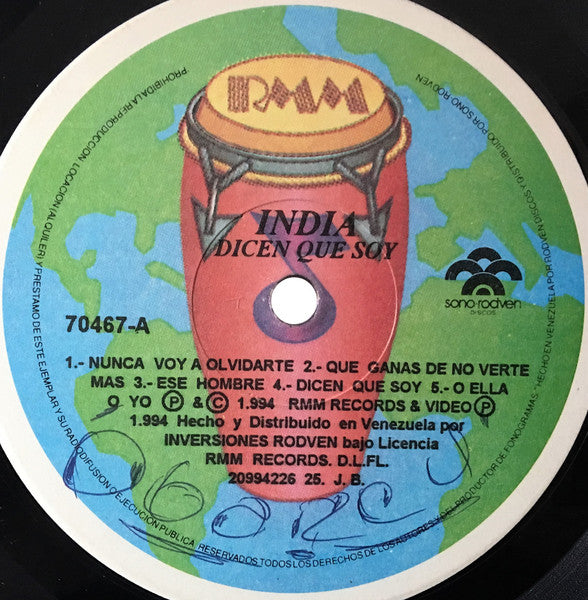 RMM
INDIA
DICEN QUE SOY
sono-rodven
DISCOS
70467-A
1.- NUNCA VOY A OLVIDARTE 2.- QUE GANAS DE NO VERTE
MAS 3.- ESE HOMBRE 4.- DICEN QUE SOY 5.- O ELLA
O YO Ⓟ & © 1.994 RMM RECORDS & VIDEO Ⓟ
1.994 Hecho y Distribuido en Venezuela por
INVERSIONES RODVEN bajo Licencia
RMM RECORDS. D.L.FL.
20994226 25. J. B.
PROHIBIDA LA REPRODUCCION LOCACION (ALQUILER) Y PRESTAMO DE ESTE EJEMPLAR Y SU RADIODIFUSION O EJECUCION PUBLICA. RESERVADOS TODOS LOS DERECHOS DE LOS AUTORES Y DEL PRODUCTOR DE FONOGRAMAS. HECHO EN VENEZUELA POR RODVEN DISCOS Y DISTRIBUIDO POR SONO RODVEN